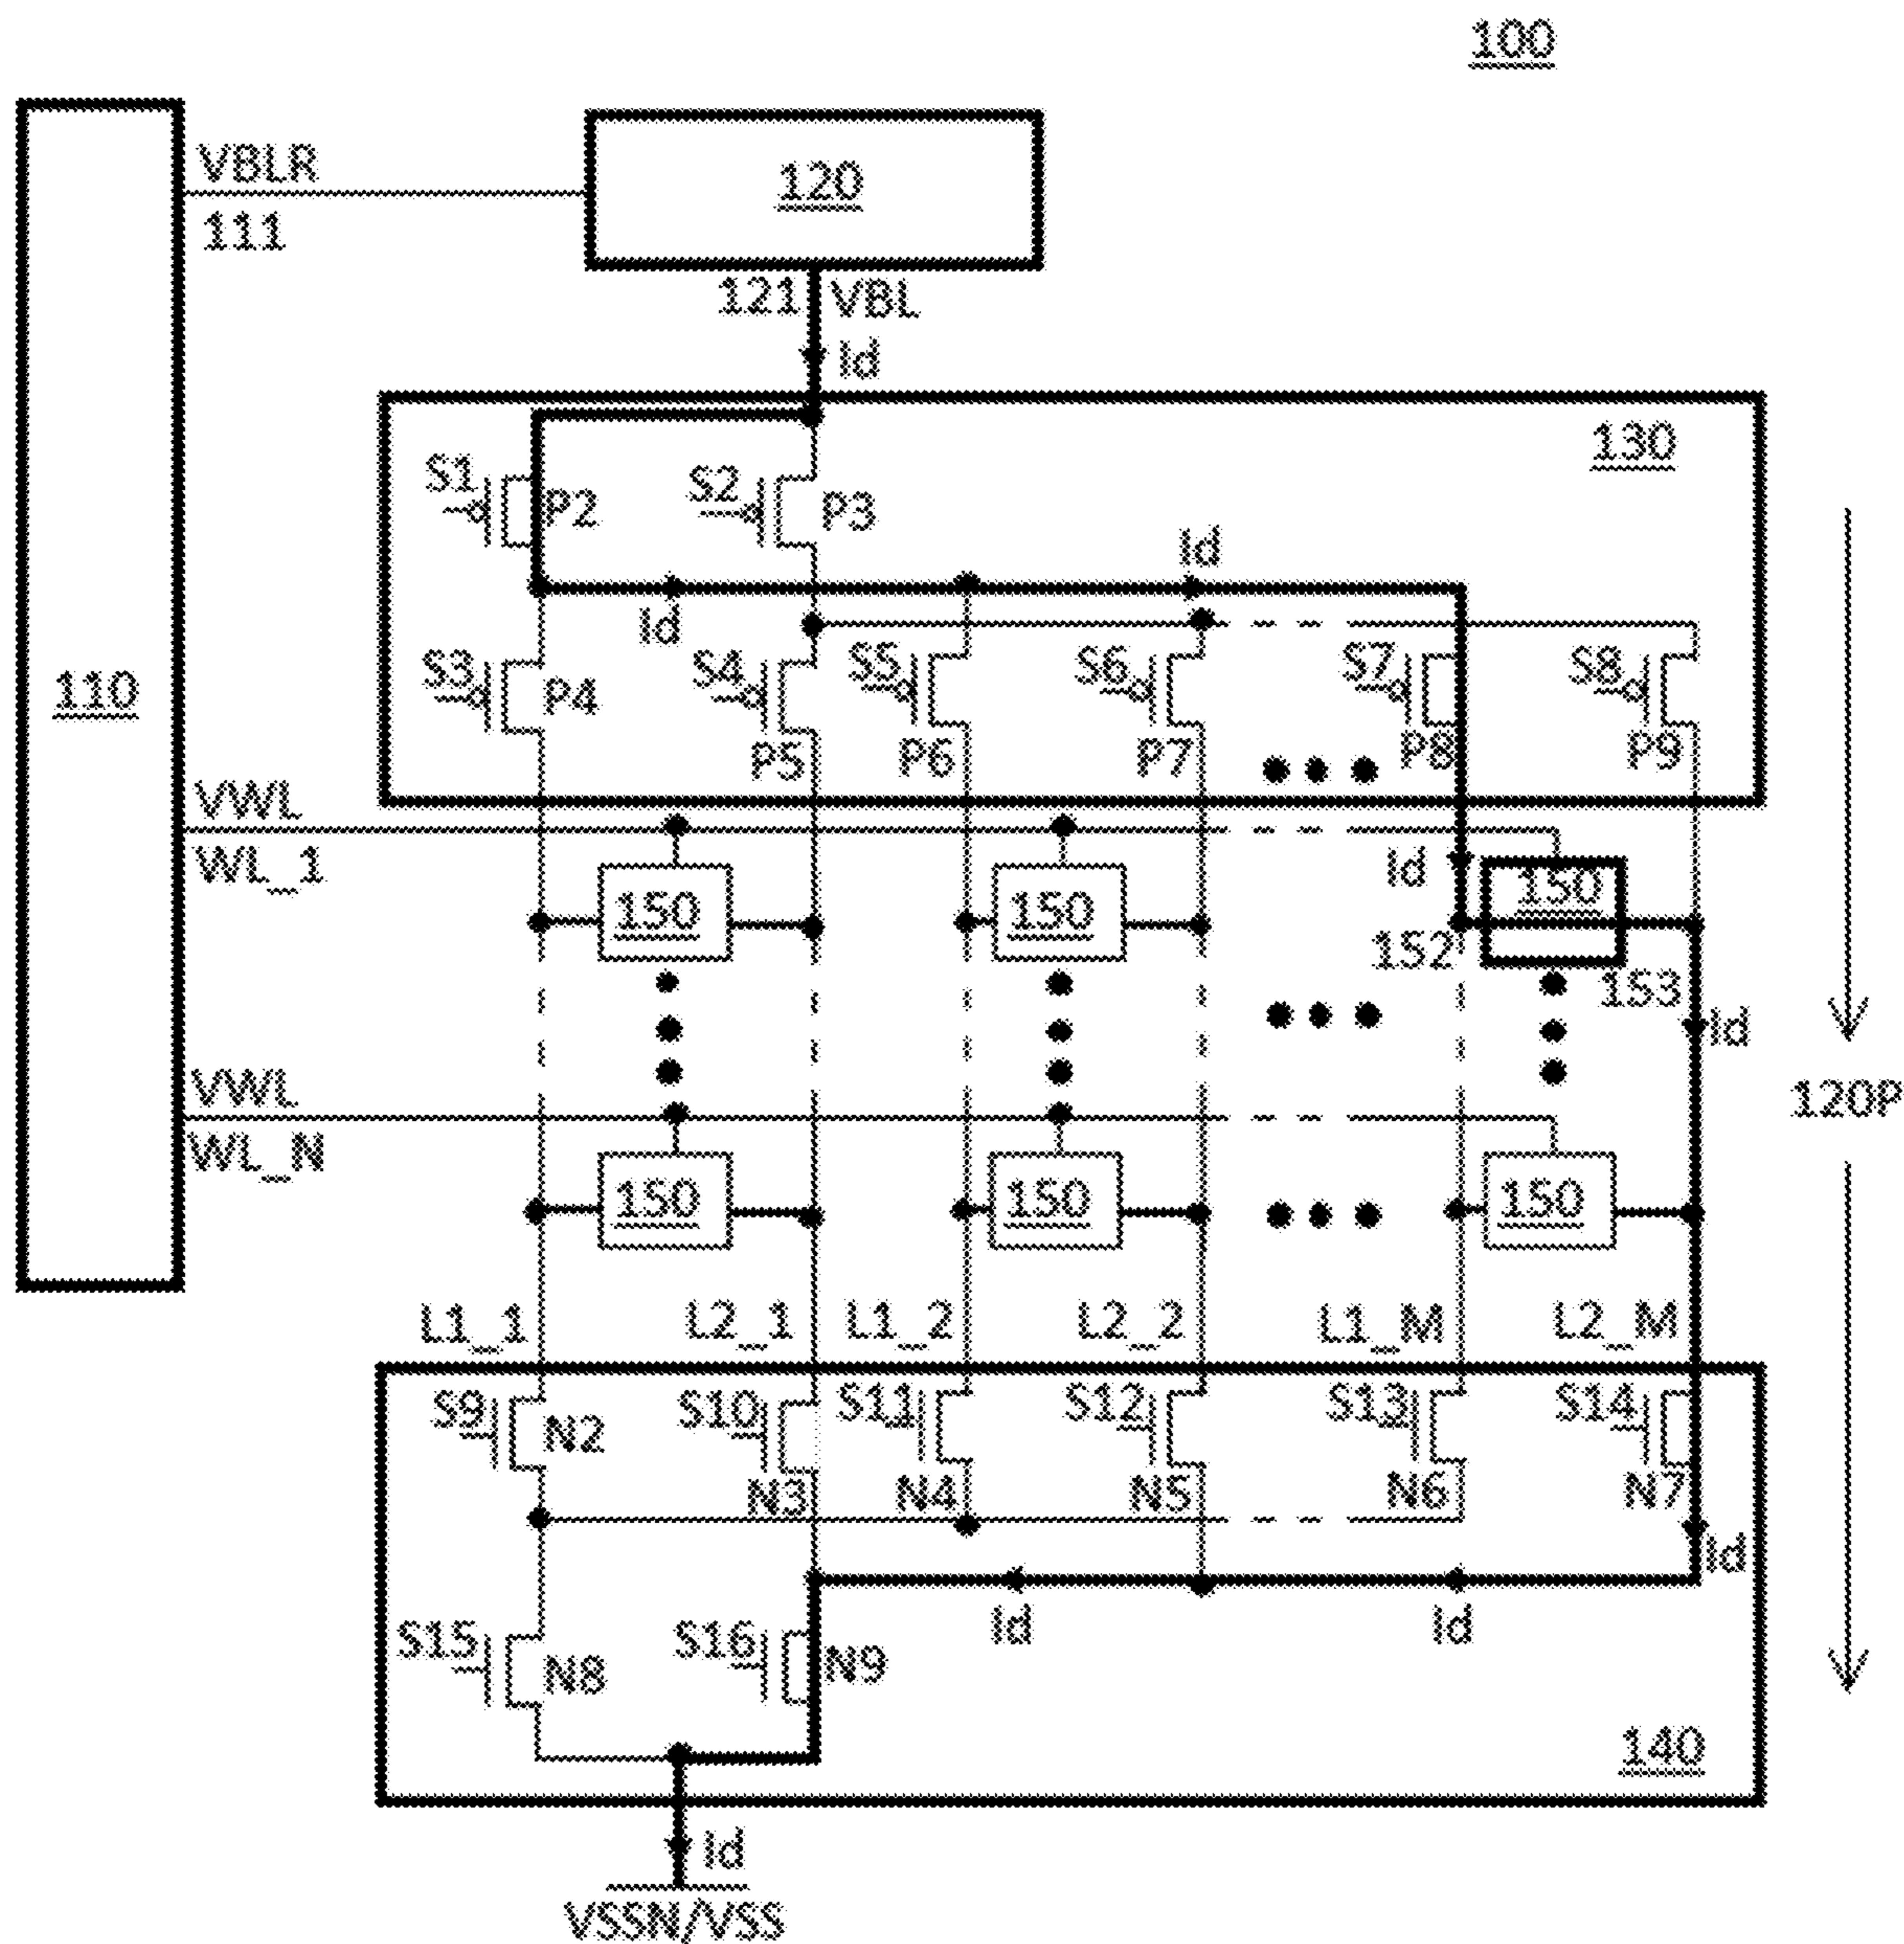 100
VBLR
120
111
121 VBL
Id
130
S1 P2 S2 P3
Id
Id
S3 P4 S4 S5 S6 S7 S8
110
P5 P6 P7 P8 P9
VWL
WL_1
Id
150 150 150
152 153
Id
VWL
120P
WL_N
150 150 150
L1_1 L2_1 L1_2 L2_2 L1_M L2_M
S9 N2 S10 S11 S12 S13 S14
N3 N4 N5 N6 N7
Id
Id Id
S15 N8 S16 N9
140
Id
VSSN/VSS